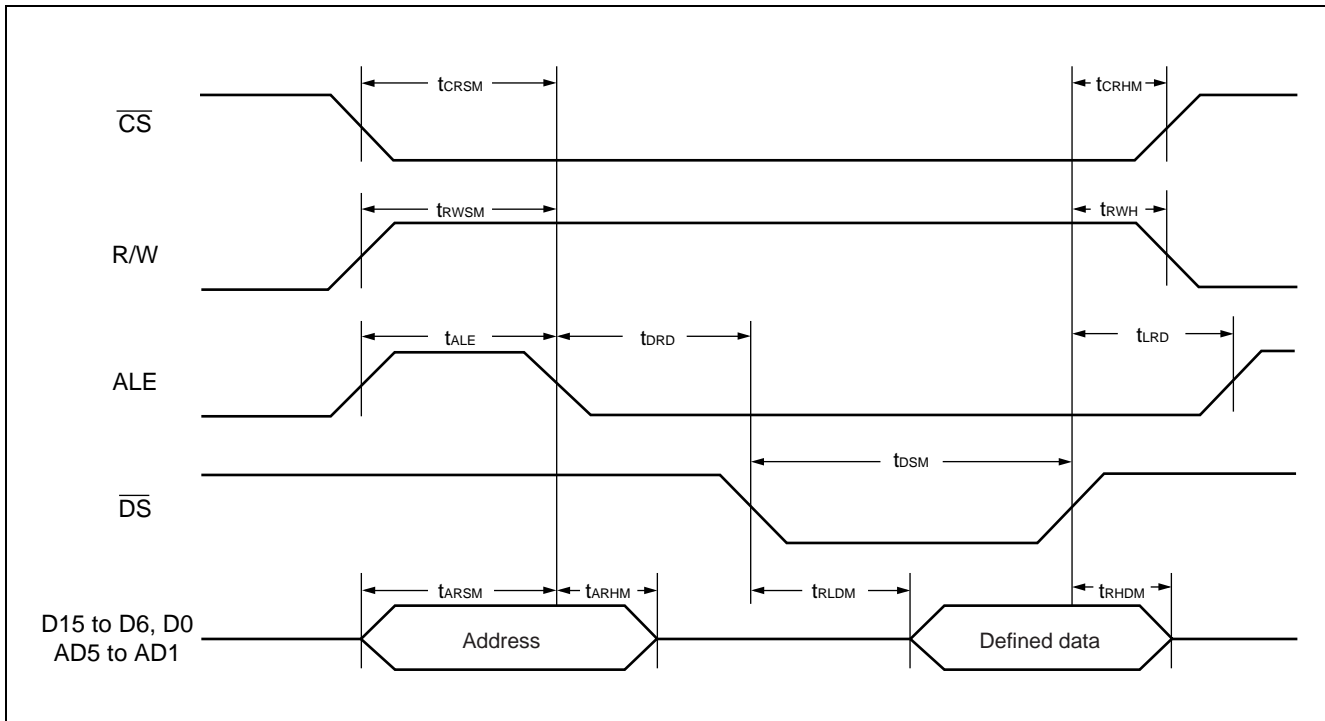 tCRSM
tCRHM
CS
tRWSM
tRWH
R/W
tALE
tDRD
tLRD
ALE
tDSM
DS
tARSM
tARHM
tRLDM
tRHDM
D15 to D6, D0
AD5 to AD1
Address
Defined data